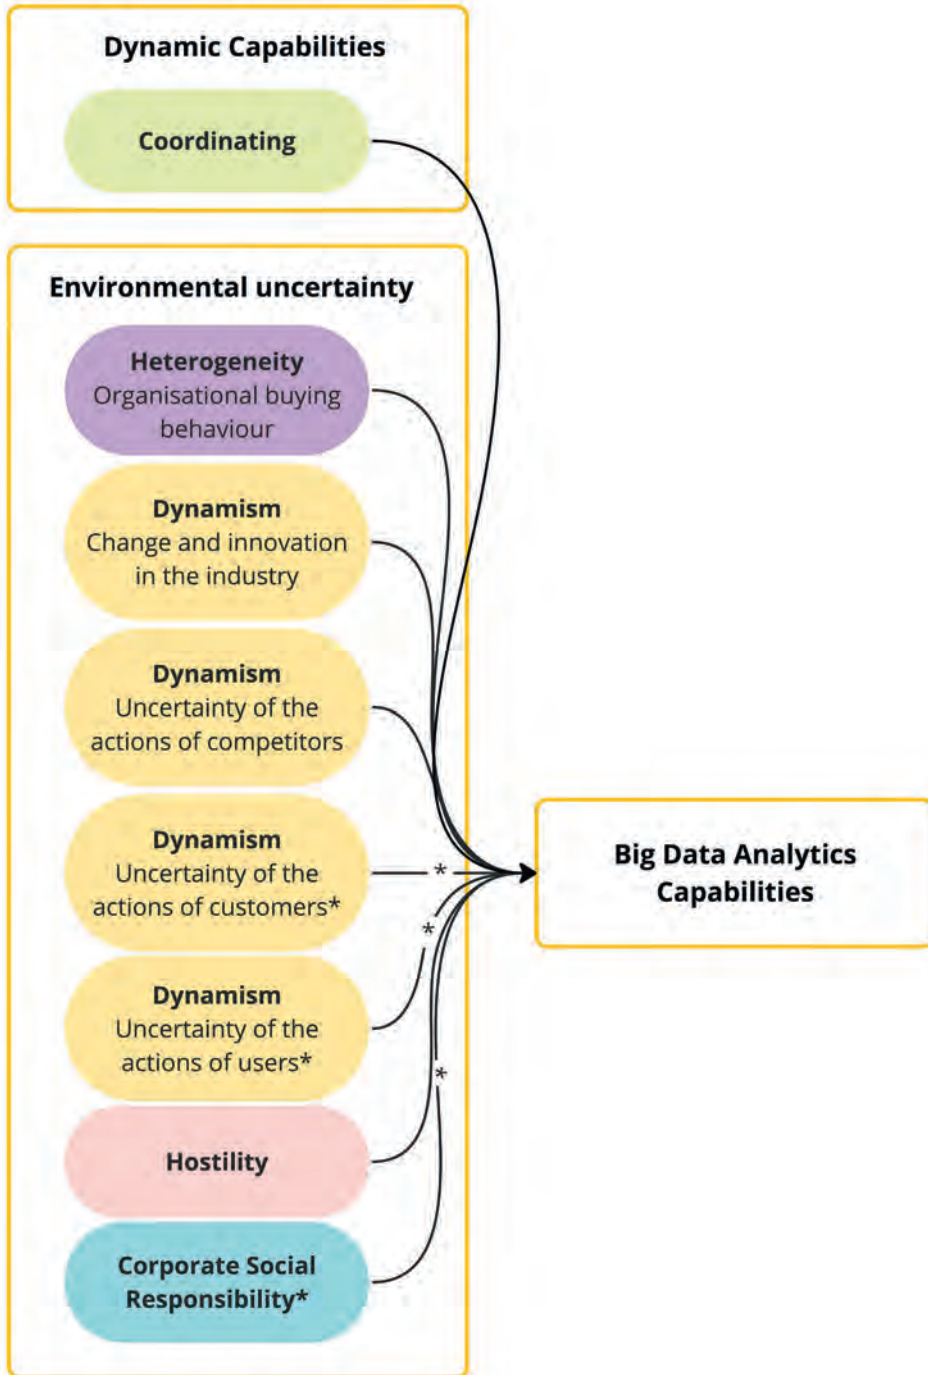 Dynamic Capabilities
Coordinating
Environmental uncertainty
Heterogeneity
Organisational buying
behaviour
Dynamism
Change and innovation
in the industry
Dynamism
Uncertainty of the
actions of competitors
Dynamism
Uncertainty of the
actions of customers*
*
Big Data Analytics
Capabilities
*
Dynamism
Uncertainty of the
actions of users*
*
Hostility
Corporate Social
Responsibility*